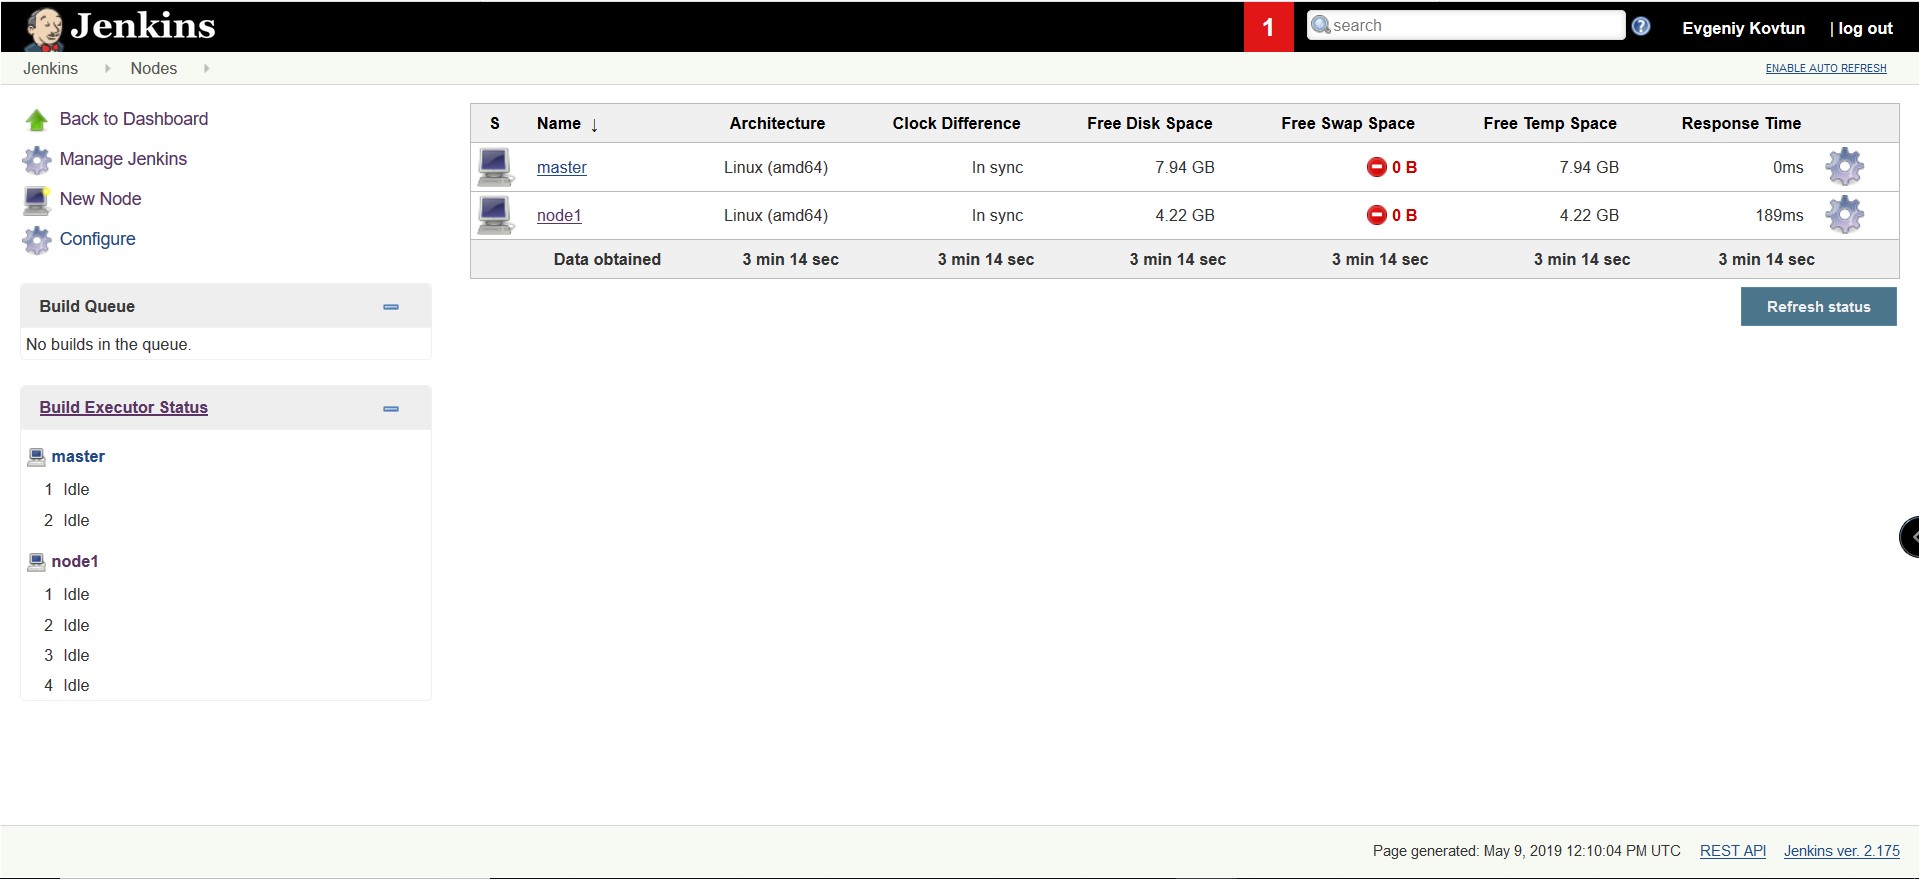 Jenkins
1
search
Evgeniy Kovtun
| log out
Jenkins
Nodes
ENABLE AUTO REFRESH
Back to Dashboard
Manage Jenkins
New Node
Configure
Build Queue
No builds in the queue.
Build Executor Status
master
1 Idle
2 Idle
node1
1 Idle
2 Idle
3 Idle
4 Idle
S Name ↓ Architecture Clock Difference Free Disk Space Free Swap Space Free Temp Space Response Time
master Linux (amd64) In sync 7.94 GB 0 B 7.94 GB 0ms
node1 Linux (amd64) In sync 4.22 GB 0 B 4.22 GB 189ms
Data obtained 3 min 14 sec 3 min 14 sec 3 min 14 sec 3 min 14 sec 3 min 14 sec 3 min 14 sec
Refresh status
Page generated: May 9, 2019 12:10:04 PM UTC REST API Jenkins ver. 2.175